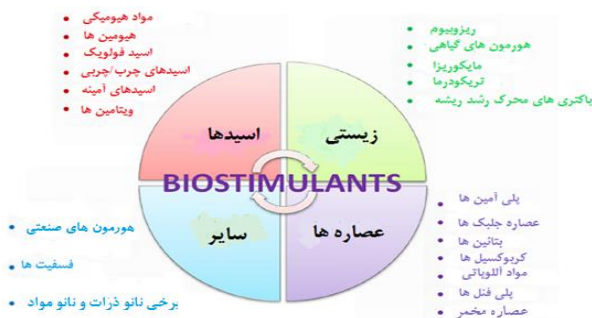 مواد هیومیکی
هیومین ها
اسید فولویک
اسیدهای چرب/چربی
اسیدهای آمینه
ویتامین ها
ریزوبیوم
هورمون های گیاهی
مایکوریزا
تریکودرما
باکتری های محرک رشد ریشه
اسیدها
زیستی
BIOSTIMULANTS
سایر
عصاره ها
هورمون های صنعتی
فسفیت ها
برخی نانو ذرات و نانو مواد
پلی آمین ها
عصاره جلبک ها
بتائین ها
کربوکسیل ها
مواد آللوپاتی
پلی فنل ها
عصاره مخمر